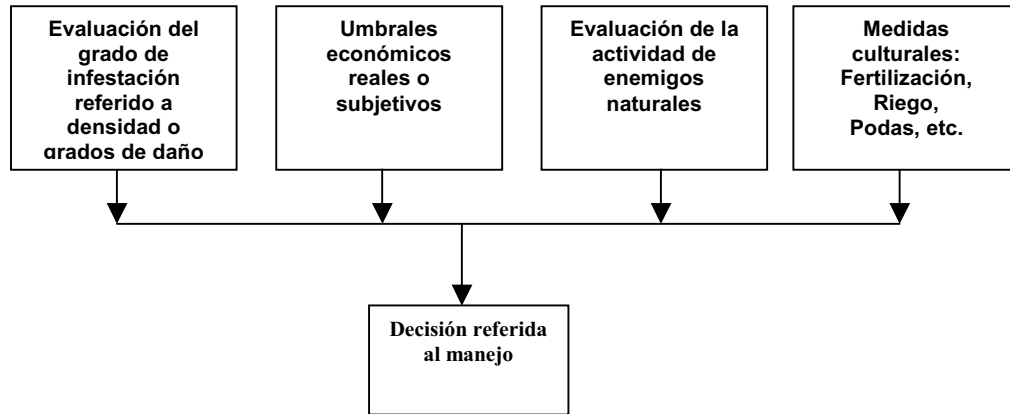 Evaluación del
grado de
infestación
referido a
densidad o
grados de daño
Umbrales
económicos
reales o
subjetivos
Evaluación de la
actividad de
enemigos
naturales
Medidas
culturales:
Fertilización,
Riego,
Podas, etc.
Decisión referida
al manejo